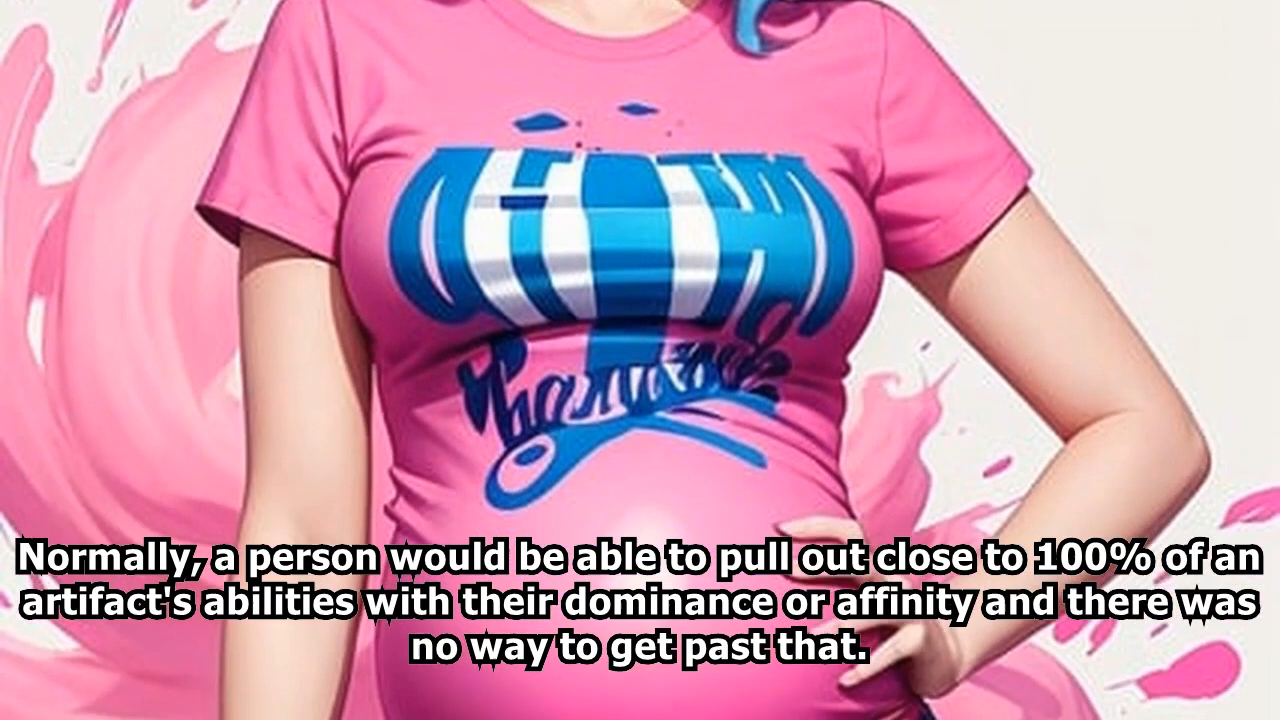 Normally, a person would be able to pull out close to 100% of an
artifact's abilities with their dominance or affinity and there was
no way to get past that.